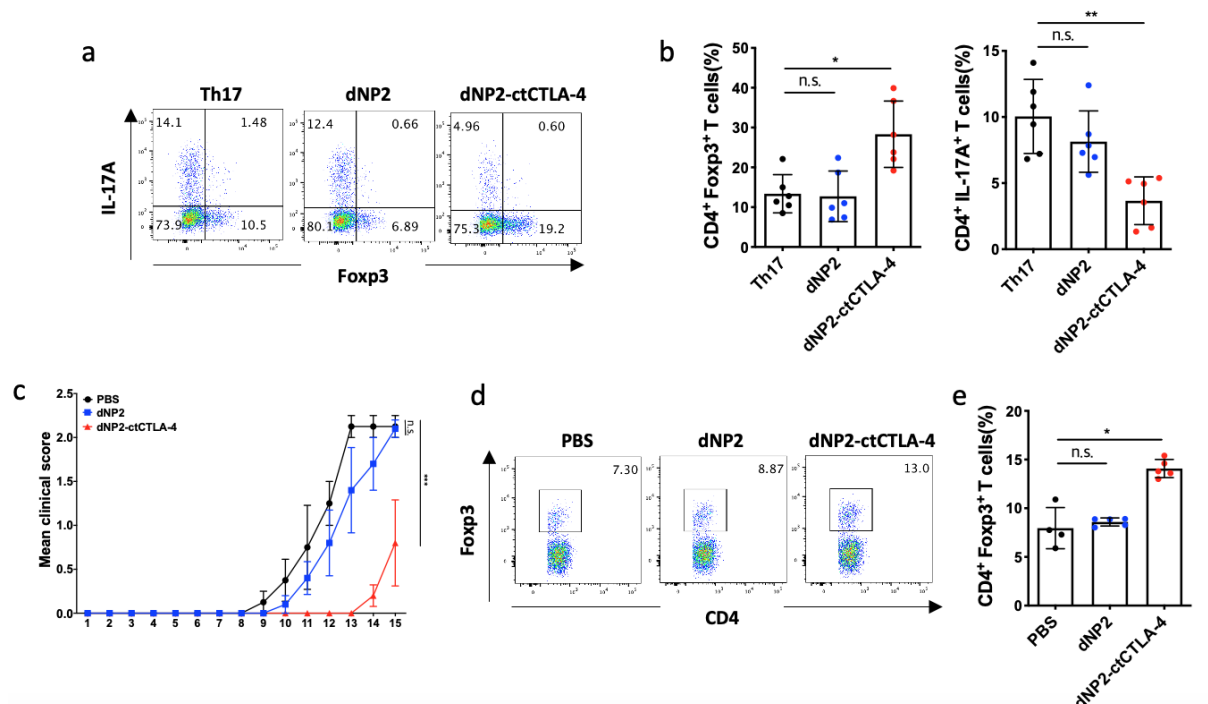 a
Th17
dNP2
dNP2-ctCTLA-4
14.1
1.48
12.4
0.66
4.96
0.60
73.9
10.5
80.1
6.89
75.3
19.2
IL-17A
Foxp3
b
CD4+ Foxp3+ T cells(%)
50
40
30
20
10
0
*
n.s.
Th17
dNP2
dNP2-ctCTLA-4
CD4+ IL-17A+ T cells(%)
15
10
5
0
**
n.s.
Th17
dNP2
dNP2-ctCTLA-4
c
Mean clinical score
2.5
2.0
1.5
1.0
0.5
0.0
PBS
dNP2
dNP2-ctCTLA-4
n.s.
***
1 2 3 4 5 6 7 8 9 10 11 12 13 14 15
d
PBS
dNP2
dNP2-ctCTLA-4
7.30
8.87
13.0
Foxp3
CD4
e
CD4+ Foxp3+ T cells(%)
20
15
10
5
0
*
n.s.
PBS
dNP2
dNP2-ctCTLA-4